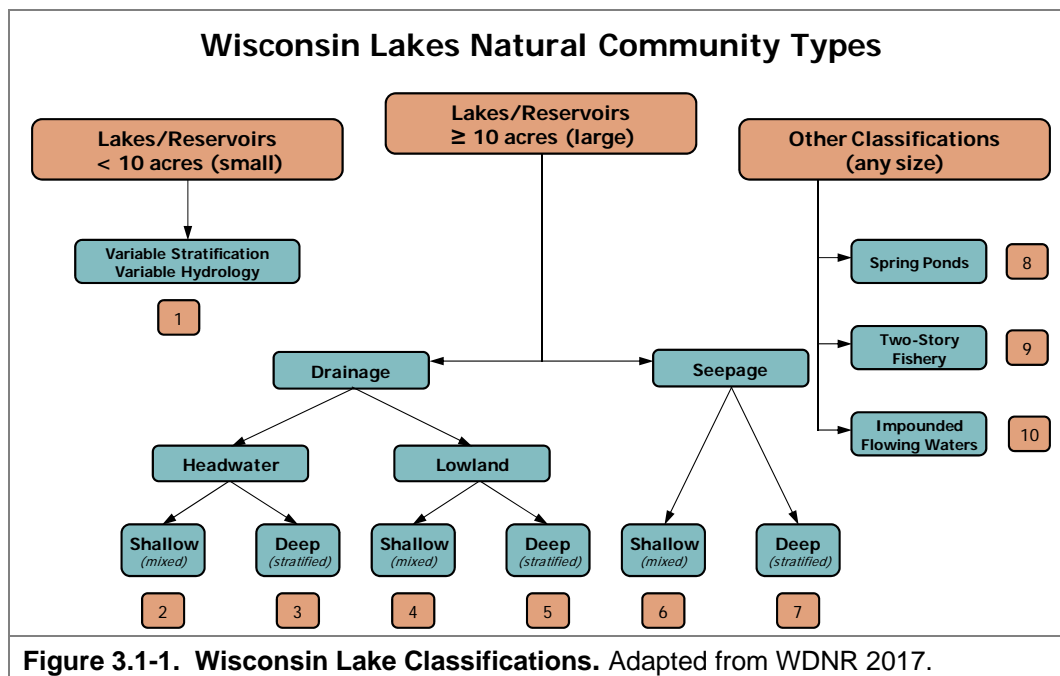 Wisconsin Lakes Natural Community Types
Lakes/Reservoirs
< 10 acres (small)
Lakes/Reservoirs
≥ 10 acres (large)
Other Classifications
(any size)
Variable Stratification
Variable Hydrology
1
Spring Ponds
8
Two-Story
Fishery
9
Impounded
Flowing Waters
10
Drainage
Seepage
Headwater
Lowland
Shallow
(mixed)
Deep
(stratified)
Shallow
(mixed)
Deep
(stratified)
Shallow
(mixed)
Deep
(stratified)
2
3
4
5
6
7
Figure 3.1-1. Wisconsin Lake Classifications. Adapted from WDNR 2017.